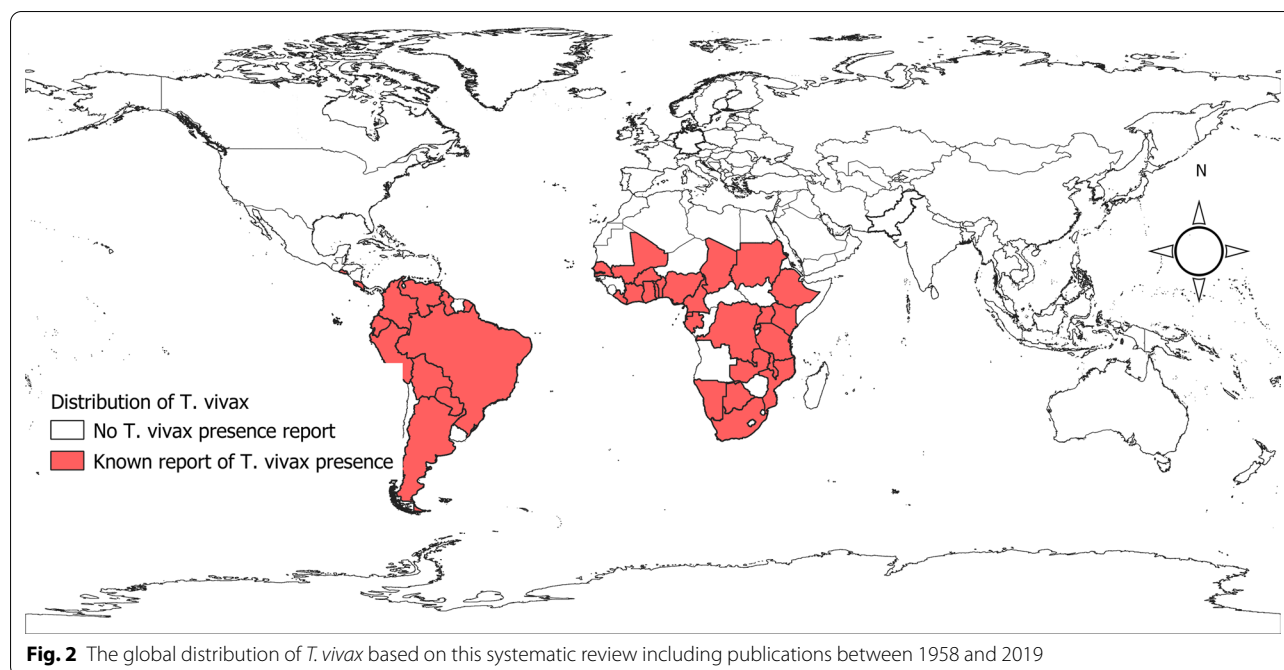 N
Distribution of T. vivax
No T. vivax presence report
Known report of T. vivax presence
Fig. 2 The global distribution of T. vivax based on this systematic review including publications between 1958 and 2019